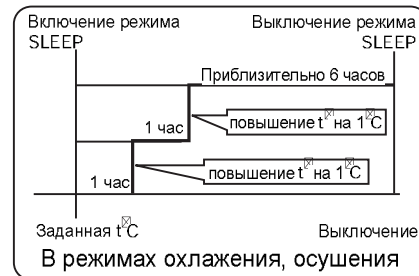 Включение режима
SLEEP
Выключение режима
SLEEP
Приблизительно 6 часов
1 час
повышение t° на 1°C
1 час
повышение t° на 1°C
Заданная t°C
Выключение
В режимах охлажения, осушения